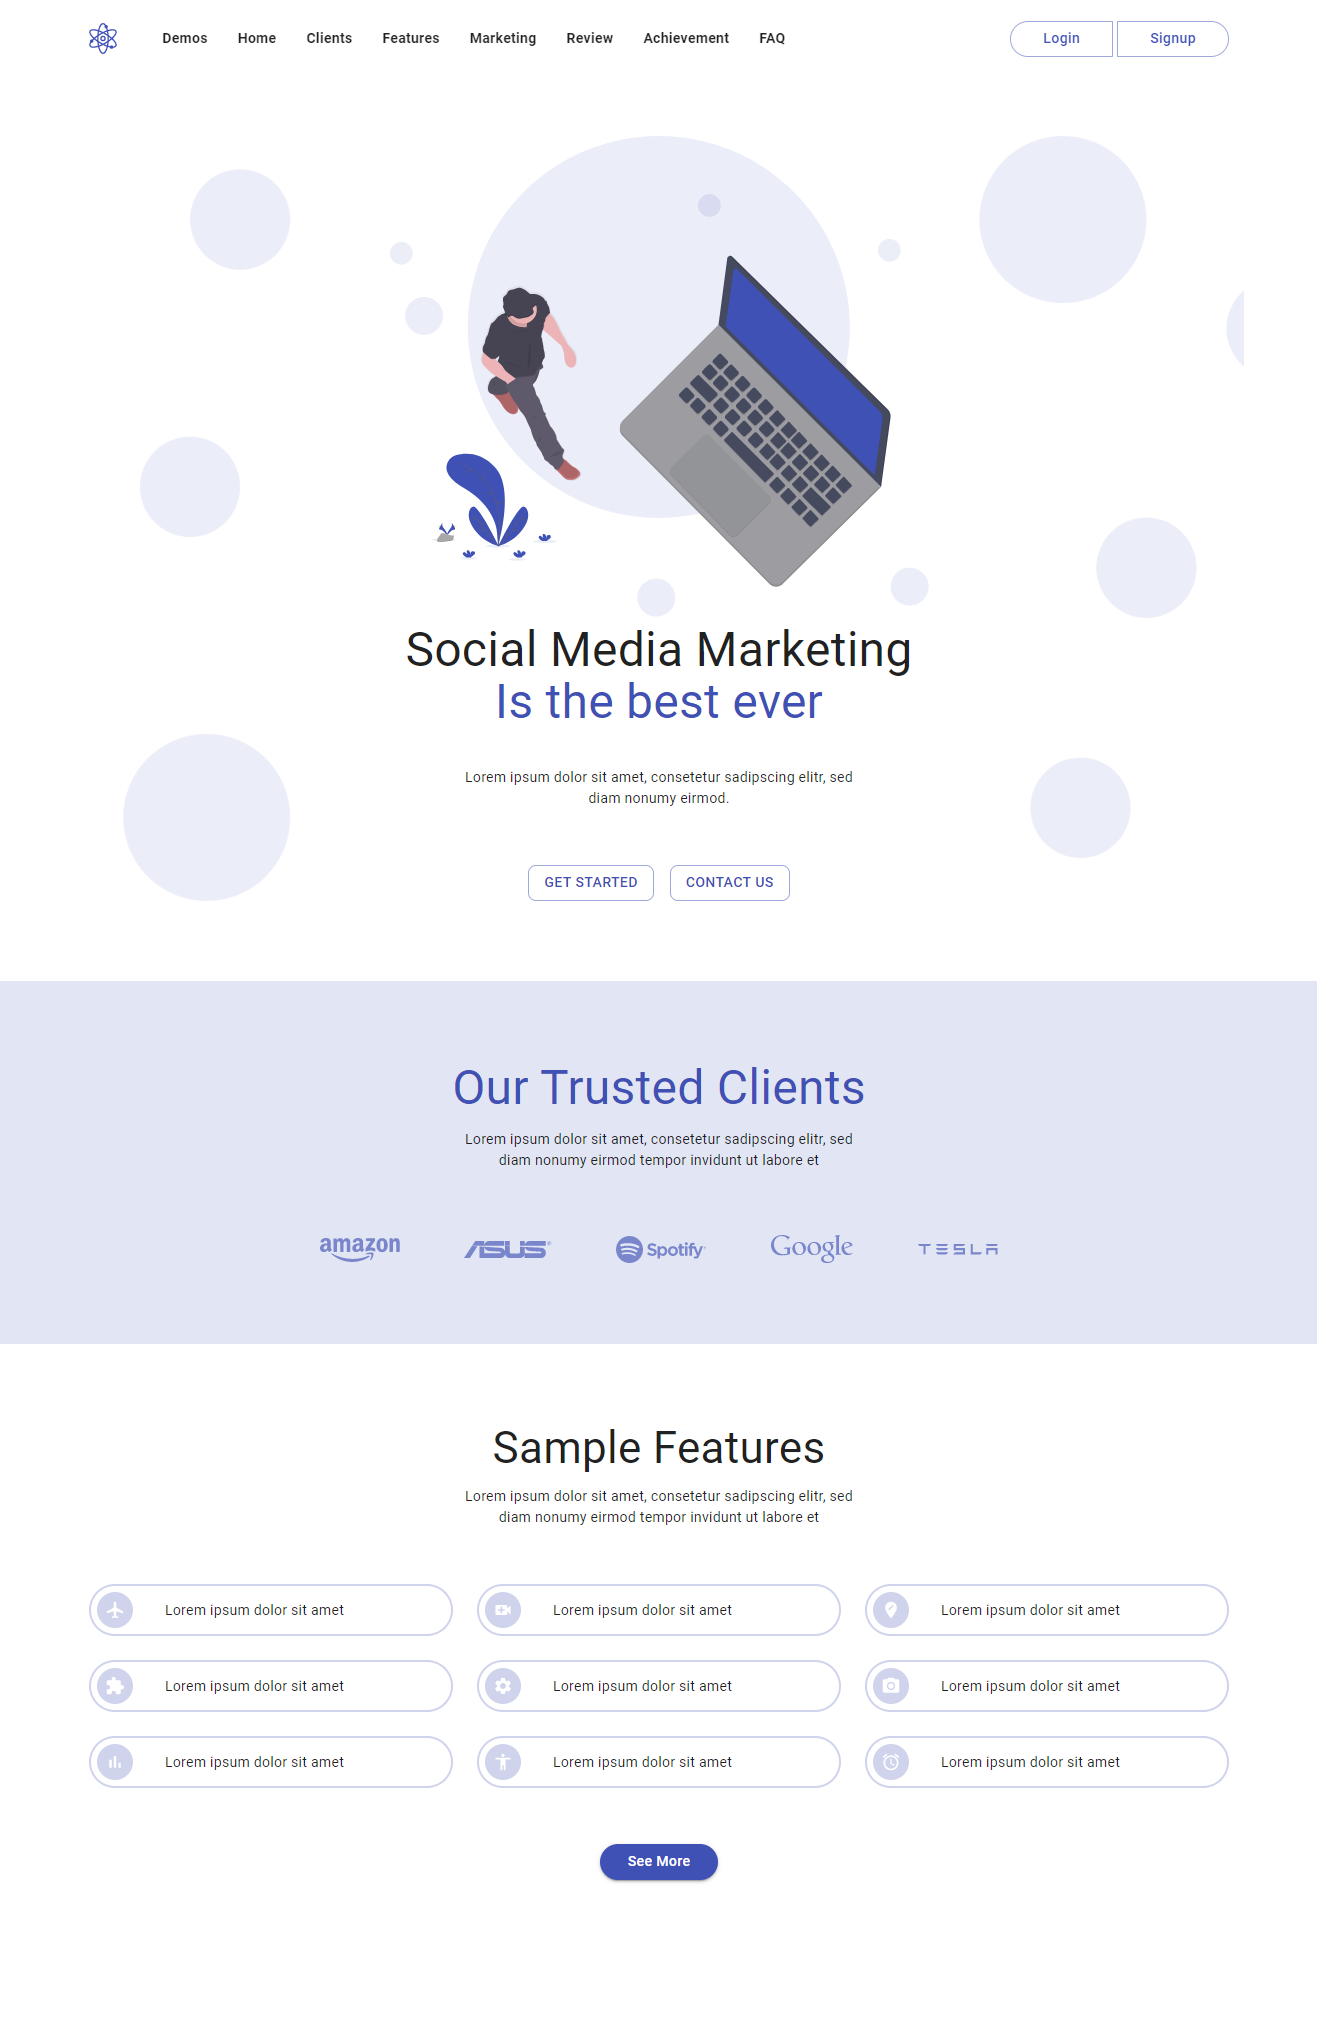 Demos Home Clients Features Marketing Review Achievement FAQ Login Signup
Social Media Marketing
Is the best ever
Lorem ipsum dolor sit amet, consetetur sadipscing elitr, sed
diam nonumy eirmod.
GET STARTED CONTACT US
Our Trusted Clients
Lorem ipsum dolor sit amet, consetetur sadipscing elitr, sed
diam nonumy eirmod tempor invidunt ut labore et
amazon ASUS® Spotify Google TESLA
Sample Features
Lorem ipsum dolor sit amet, consetetur sadipscing elitr, sed
diam nonumy eirmod tempor invidunt ut labore et
Lorem ipsum dolor sit amet Lorem ipsum dolor sit amet Lorem ipsum dolor sit amet
Lorem ipsum dolor sit amet Lorem ipsum dolor sit amet Lorem ipsum dolor sit amet
Lorem ipsum dolor sit amet Lorem ipsum dolor sit amet Lorem ipsum dolor sit amet
See More